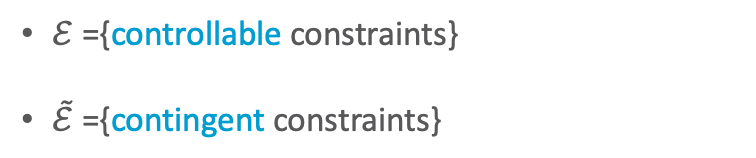 • ℰ ={controllable constraints}
• ℰ̃ ={contingent constraints}